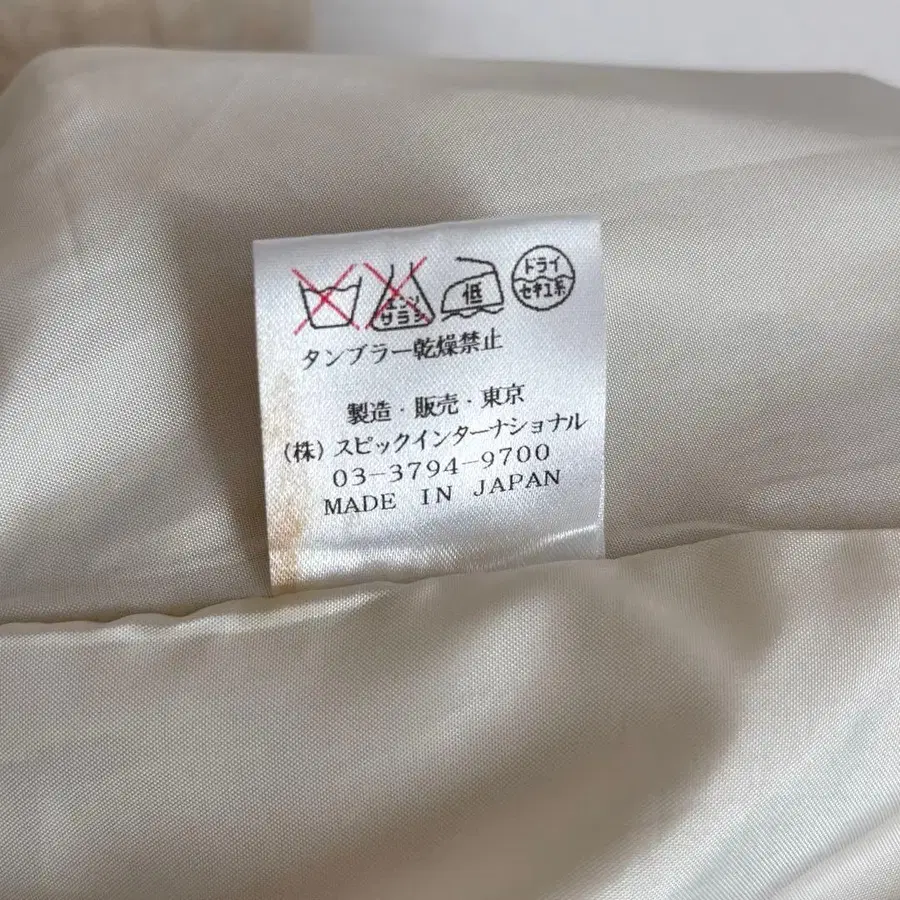 エンソ
サラシ
低
ドライ
セキユ系
タンブラー乾燥禁止
製造・販売・東京
(株)スピックインターナショナル
03-3794-9700
MADE IN JAPAN